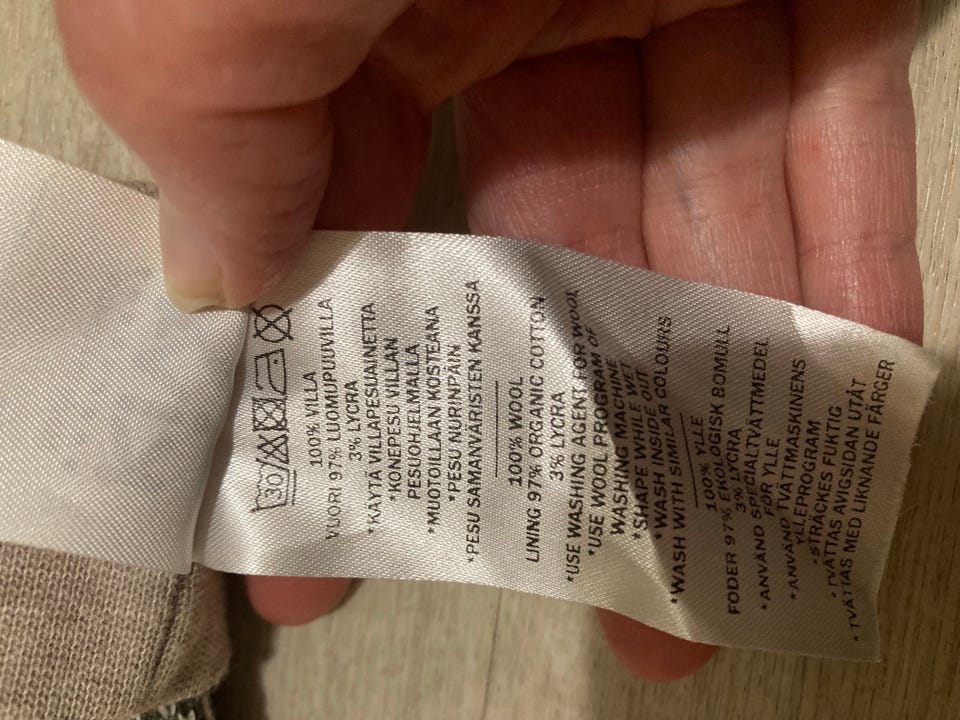 30
100% VILLA
VUORI 97% LUOMUPUUVILLA
3% LYCRA
*KÄYTÄ VILLAPESUAINETTA
*KONEPESU VILLAN
PESUOHJELMALLA
*MUOTOILLAAN KOSTEANA
*PESU NURINPÄIN
*PESU SAMANVÄRISTEN KANSSA
100% WOOL
LINING 97% ORGANIC COTTON
3% LYCRA
*USE WASHING AGENT FOR WOOL
*USE WOOL PROGRAM OF
WASHING MACHINE
*SHAPE WHILE WET
*WASH INSIDE OUT
*WASH WITH SIMILAR COLOURS
100% YLLE
FODER 97% EKOLOGISK BOMULL
3% LYCRA
*ANVÄND SPECIALTVÄTTMEDEL
FÖR YLLE
*ANVÄND TVÄTTMASKINENS
YLLEPROGRAM
*STRÄCKES FUKTIG
*TVÄTTAS AVIGSIDAN UTÅT
*TVÄTTAS MED LIKNANDE FÄRGER